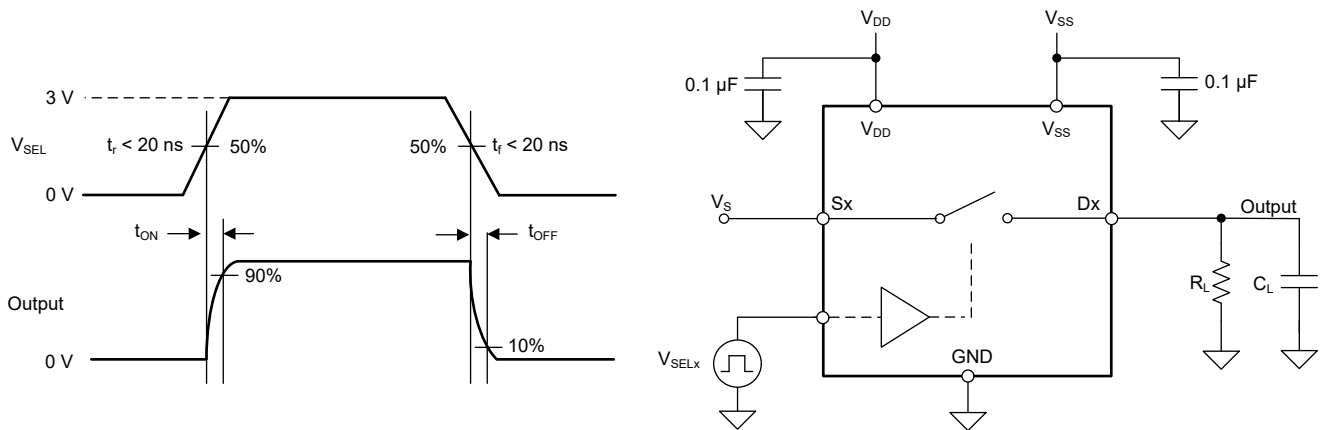 3 V
V_SEL
t_r < 20 ns
50%
50%
t_f < 20 ns
0 V
t_ON
t_OFF
90%
Output
10%
0 V
V_DD
V_SS
0.1 µF
0.1 µF
V_DD
V_SS
V_S
Sx
Dx
Output
R_L
C_L
V_SELx
GND